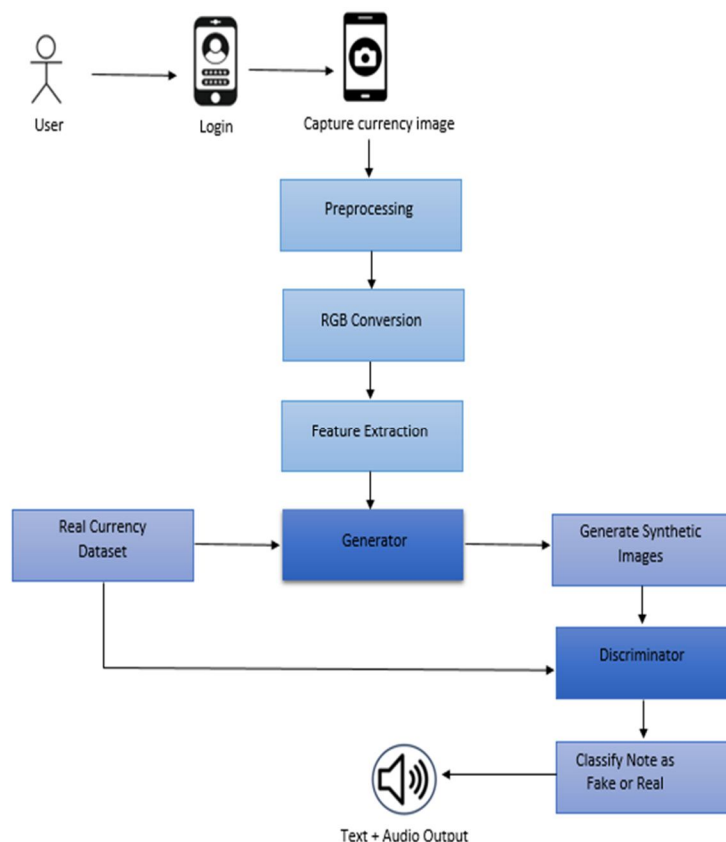 User
Login
Capture currency image
Preprocessing
RGB Conversion
Feature Extraction
Real Currency
Dataset
Generator
Generate Synthetic
Images
Discriminator
Classify Note as
Fake or Real
Text + Audio Output